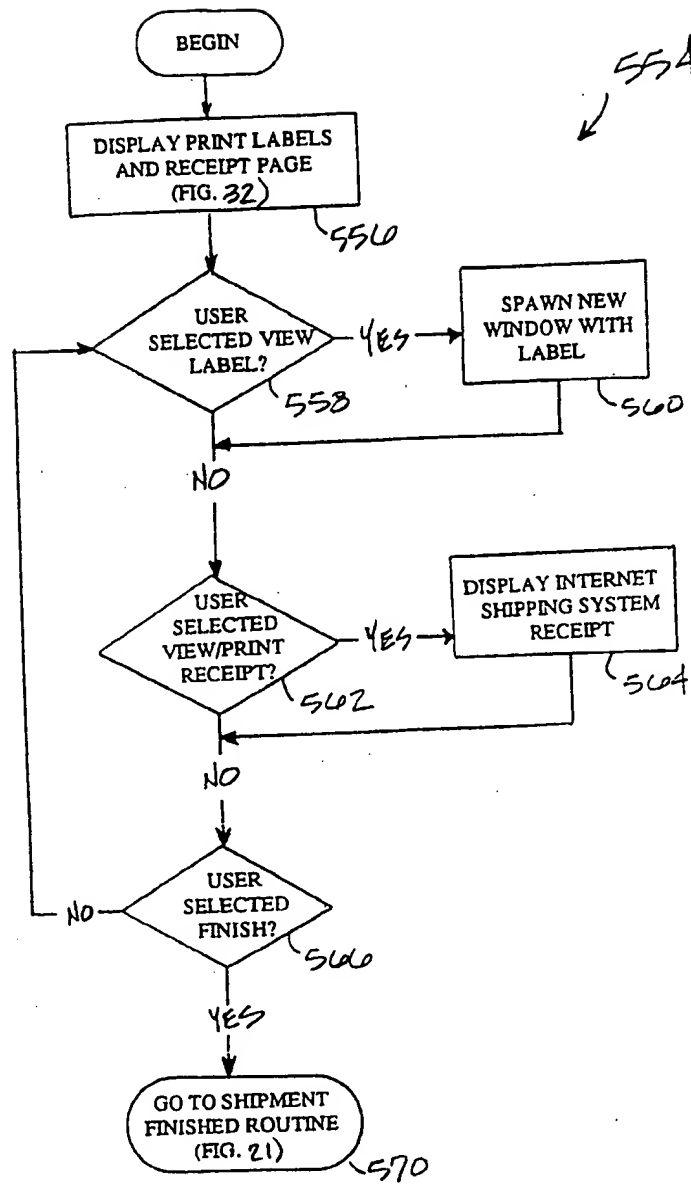 BEGIN
554
DISPLAY PRINT LABELS
AND RECEIPT PAGE
(FIG. 32)
556
USER
SELECTED VIEW
LABEL?
558
YES
SPAWN NEW
WINDOW WITH
LABEL
560
NO
USER
SELECTED
VIEW/PRINT
RECEIPT?
562
YES
DISPLAY INTERNET
SHIPPING SYSTEM
RECEIPT
564
NO
USER
SELECTED
FINISH?
566
NO
YES
GO TO SHIPMENT
FINISHED ROUTINE
(FIG. 21)
570